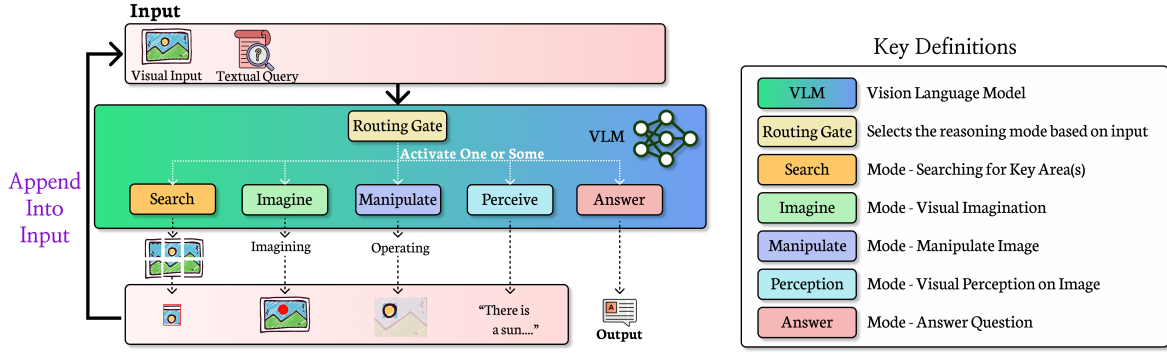 Input
Visual Input
Textual Query
Routing Gate
VLM
Activate One or Some
Search
Imagine
Manipulate
Perceive
Answer
Append
Into
Input
Imagining
Operating
“There is
a sun....”
A
Output
Key Definitions
VLM
Vision Language Model
Routing Gate
Selects the reasoning mode based on input
Search
Mode - Searching for Key Area(s)
Imagine
Mode - Visual Imagination
Manipulate
Mode - Manipulate Image
Perception
Mode - Visual Perception on Image
Answer
Mode - Answer Question